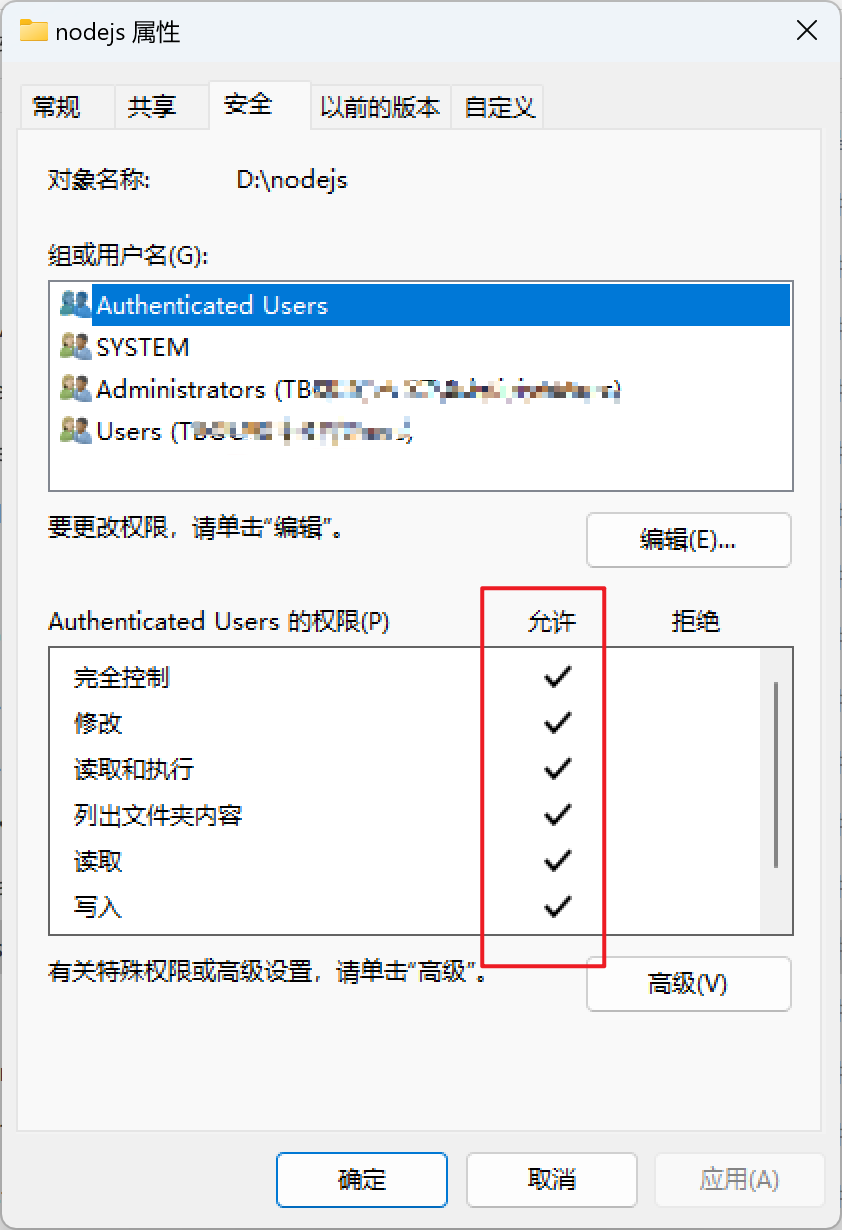 nodejs 属性
常规 共享 安全 以前的版本 自定义
对象名称: D:\nodejs
组或用户名(G):
Authenticated Users
SYSTEM
Administrators (TB
Users (TB
要更改权限，请单击“编辑”。
编辑(E)...
Authenticated Users 的权限(P) 允许 拒绝
完全控制
修改
读取和执行
列出文件夹内容
读取
写入
有关特殊权限或高级设置，请单击“高级”。
高级(V)
确定 取消 应用(A)